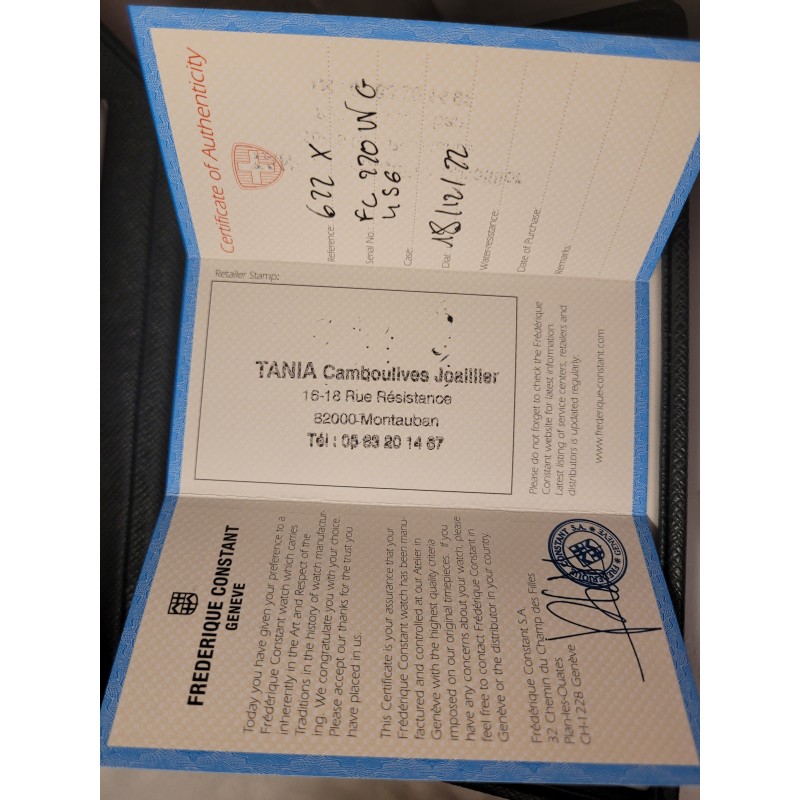 FREDERIQUE CONSTANT
GENEVE
Today you have given your preference to a
Frédérique Constant watch which carries
inherently in the Art and Respect of the
Traditions in the history of watch manufactur-
ing. We congratulate you with your choice.
Please accept our thanks for the trust you
have placed in us.
This Certificate is your assurance that your
Frédérique Constant watch has been manu-
factured and controlled at our Atelier in
Genève with the highest quality criteria
imposed on our original timepieces. If you
have any concerns about your watch, please
feel free to contact Frédérique Constant in
Genève or the distributor in your country.
Frédérique Constant S.A.
32 Chemin du Champ des Filles
Plan-les-Ouates
CH-1228 Genève
FRÉDÉRIQUE CONSTANT S.A.
GENÈVE
Retailer Stamp:
TANIA Camboulives Joaillier
16-18 Rue Résistance
82000 Montauban
Tél : 05 63 20 14 67
Please do not forget to check the Frédérique
Constant website for latest information.
Latest listing of service centers, retailers and
distributors is updated regularly.
www.frederique-constant.com
Certificate of Authenticity
Reference: 622 X
Serial No.: FC 270 WG
Case: 4S6
Dial: 18/12/22
Water-resistance:
Date of Purchase:
Remarks: